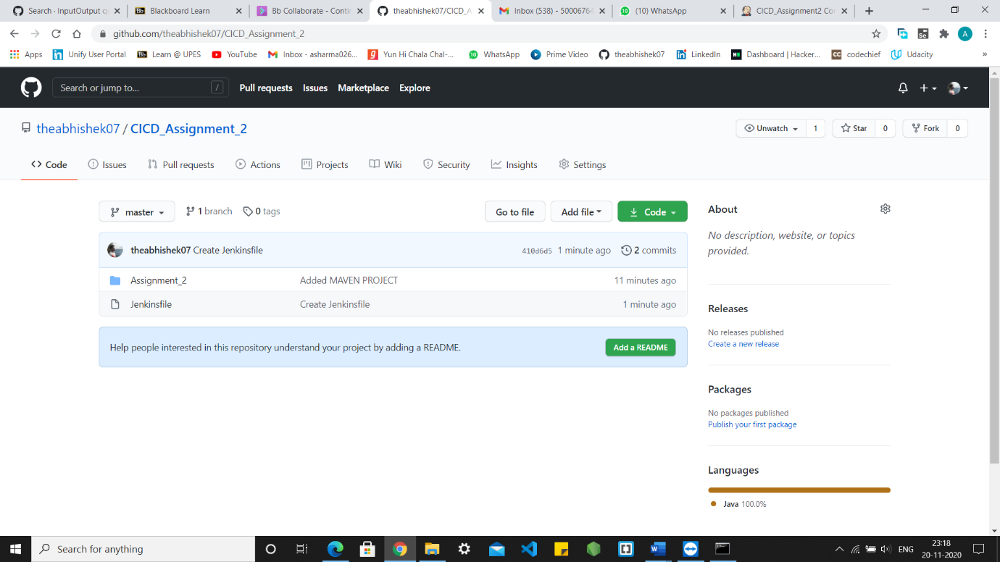 Search · InputOutput q
Blackboard Learn
Bb Collaborate - Contin
theabhishek07/CICD_A
Inbox (538) - 50006764
(10) WhatsApp
CICD_Assignment2 Con
github.com/theabhishek07/CICD_Assignment_2
A
Apps
Unify User Portal
Learn @ UPES
YouTube
Inbox - asharma026...
Yun Hi Chala Chal-...
WhatsApp
Prime Video
theabhishek07
LinkedIn
Dashboard | Hacker...
codechief
Udacity
»
Search or jump to... /
Pull requests
Issues
Marketplace
Explore
theabhishek07 / CICD_Assignment_2
Unwatch 1
Star 0
Fork 0
Code
Issues
Pull requests
Actions
Projects
Wiki
Security
Insights
Settings
master
1 branch
0 tags
Go to file
Add file
Code
theabhishek07 Create Jenkinsfile
410d6d5 1 minute ago
2 commits
Assignment_2
Added MAVEN PROJECT
11 minutes ago
Jenkinsfile
Create Jenkinsfile
1 minute ago
Help people interested in this repository understand your project by adding a README.
Add a README
About
No description, website, or topics
provided.
Releases
No releases published
Create a new release
Packages
No packages published
Publish your first package
Languages
Java 100.0%
Search for anything
ENG
23:18
20-11-2020